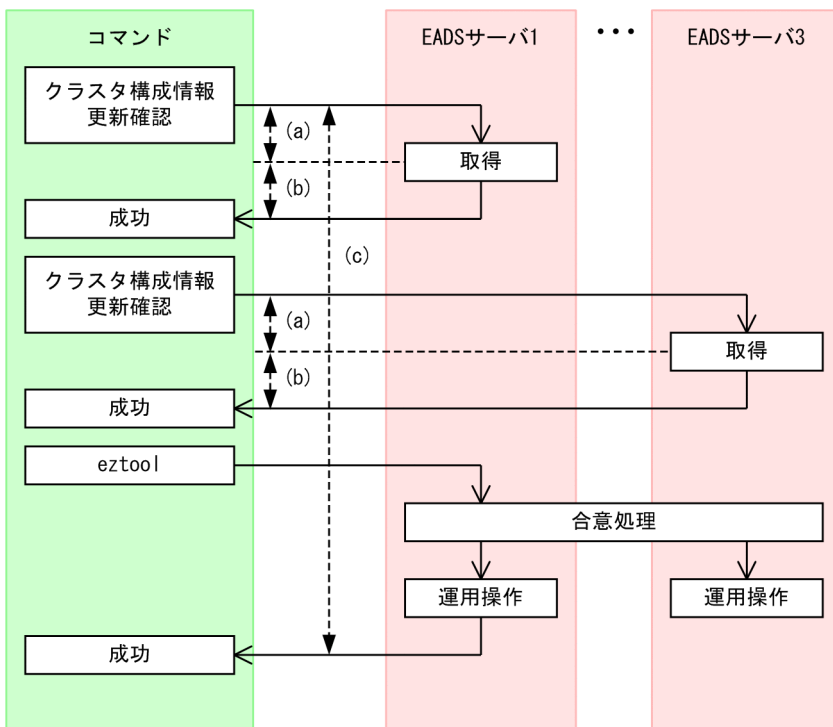 コマンド
EADSサーバ1
・・・
EADSサーバ3
クラスタ構成情報
更新確認
(a)
取得
(b)
成功
(c)
クラスタ構成情報
更新確認
(a)
取得
(b)
成功
eztool
合意処理
運用操作
運用操作
成功